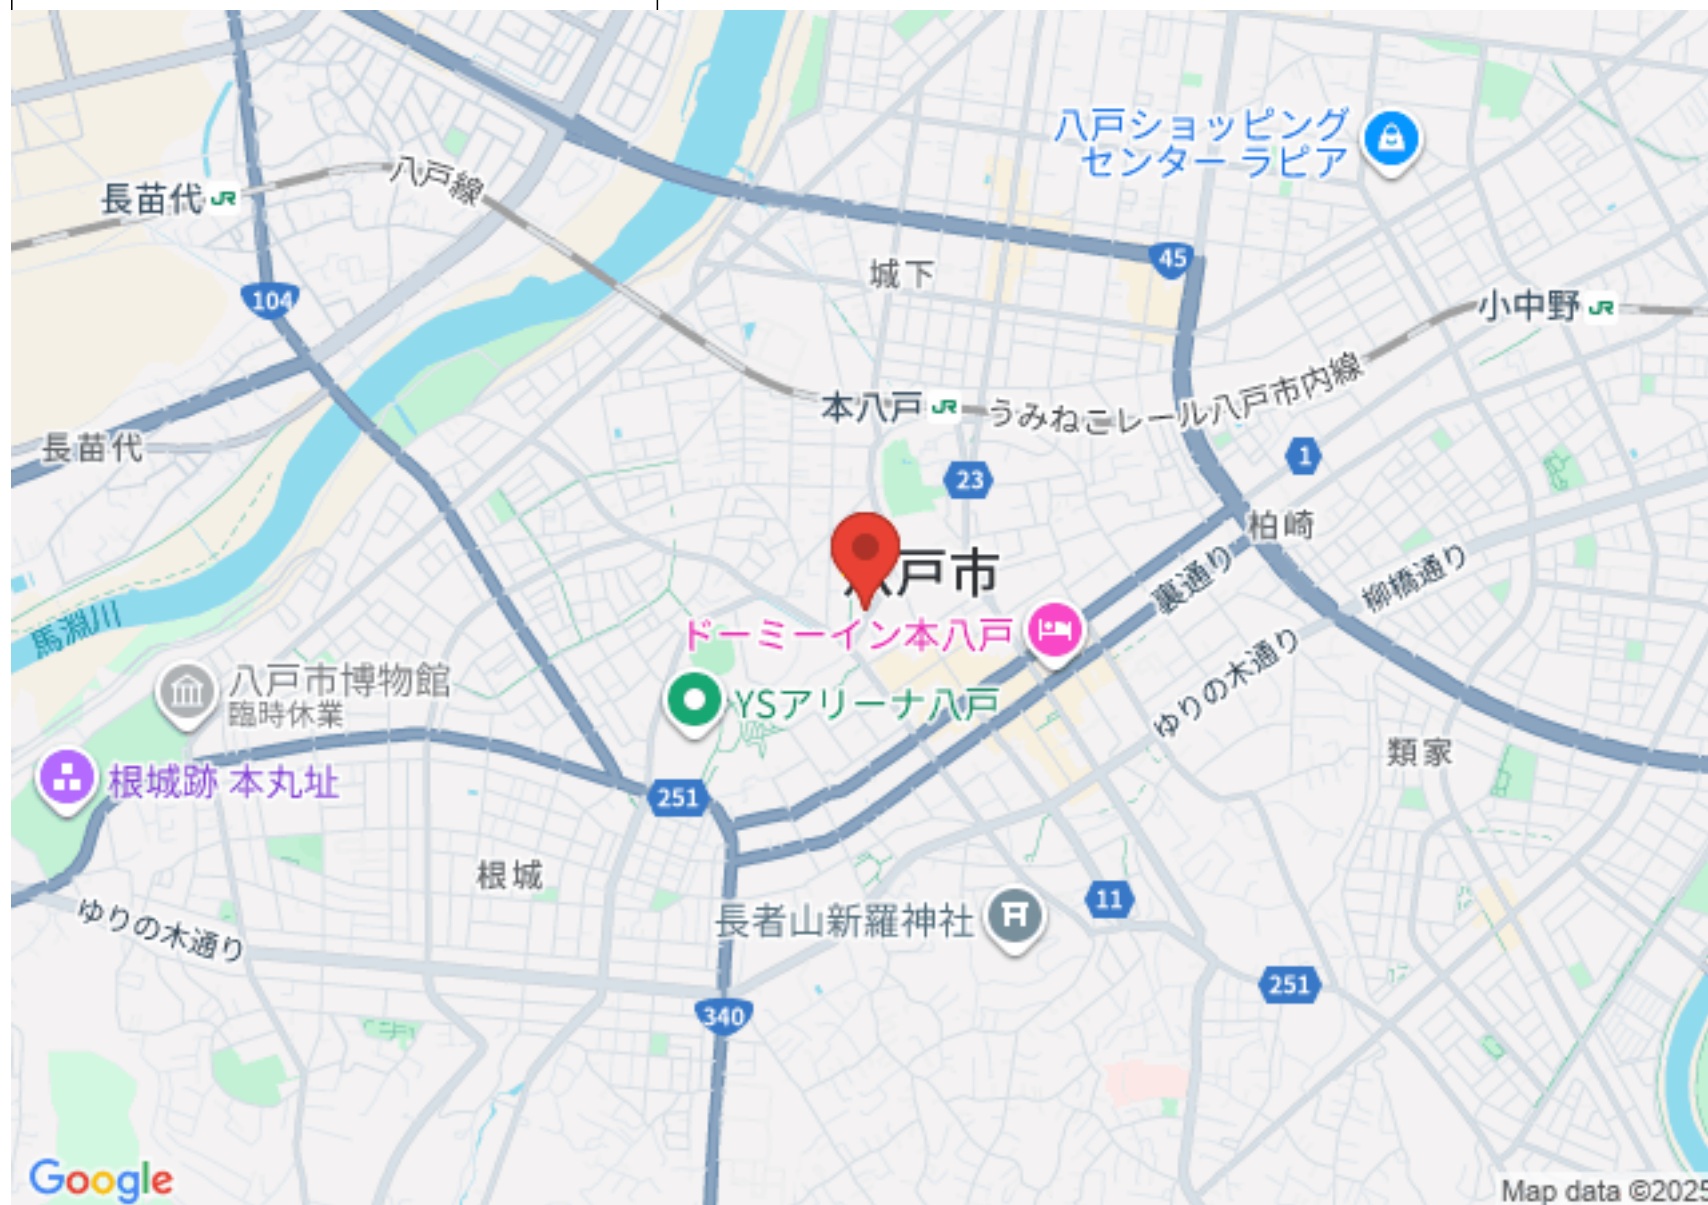 八戸ショッピング
センター ラピア
八戸線
長苗代 JR
45
城下
104
小中野 JR
本八戸 JR
うみねこレール八戸市内線
長苗代
1
23
柏崎
戸市
裏通り
柳橋通り
馬淵川
ドーミーイン本八戸
八戸市博物館
臨時休業
YSアリーナ八戸
ゆりの木通り
類家
根城跡 本丸址
251
根城
11
長者山新羅神社
ゆりの木通り
251
340
Google
Map data ©2025